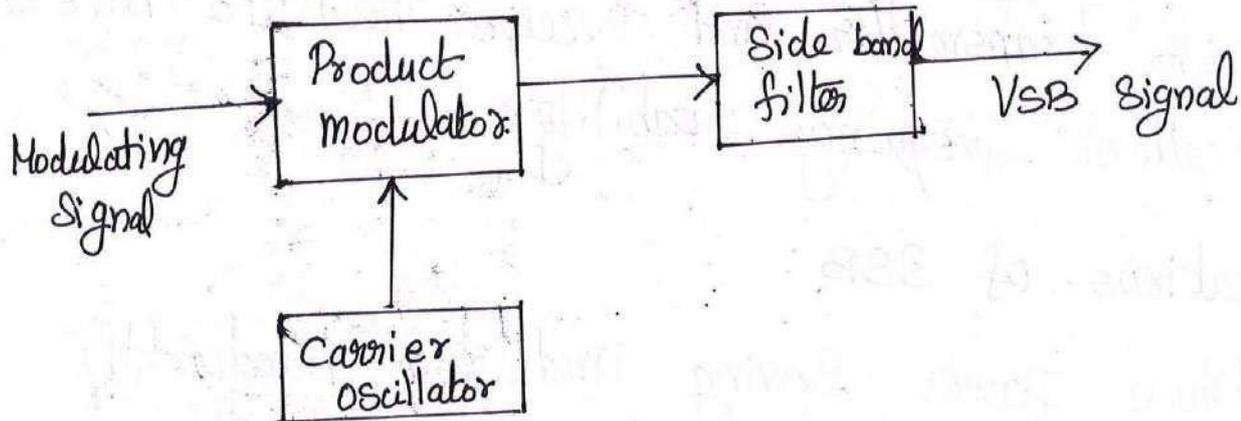 Product
modulator.
Side band
filter
VSB Signal
Modulating
Signal
Carrier
oscillator